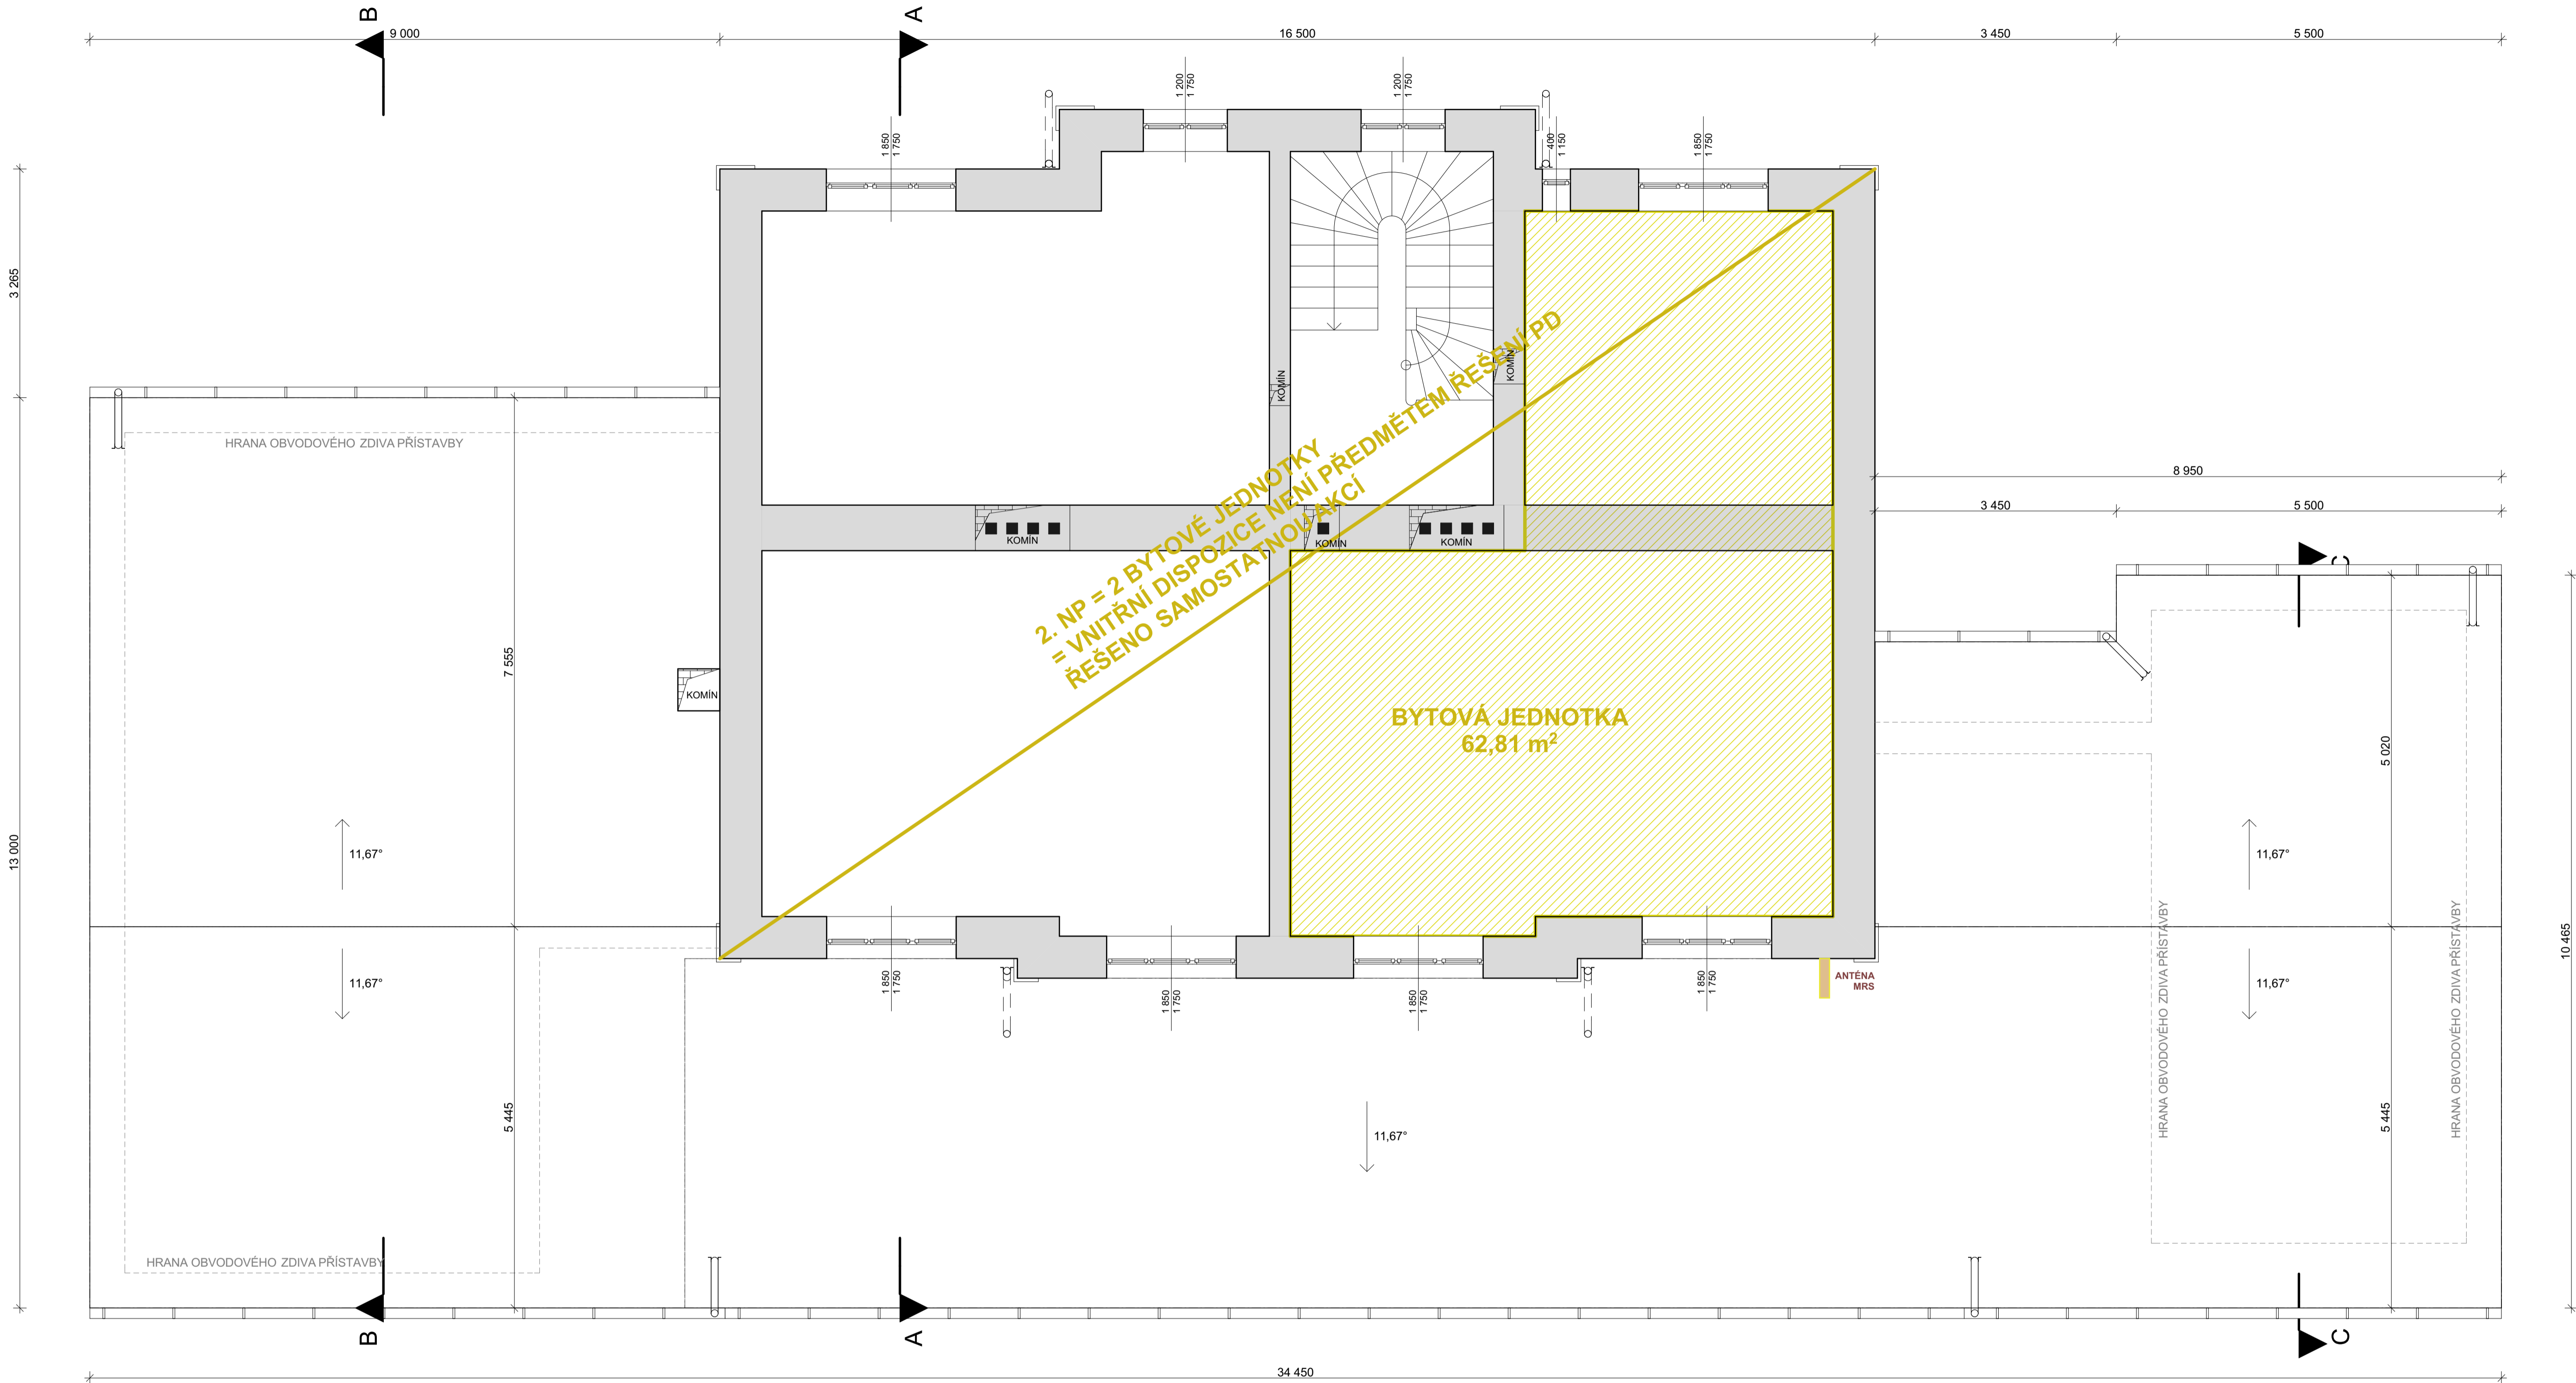 B
A
9 000
16 500
3 450
5 500
1 200
1 750
1 200
1 750
1 850
1 750
400
1 150
1 850
1 750
3 265
KOMÍN
KOMÍN
HRANA OBVODOVÉHO ZDIVA PŘÍSTAVBY
8 950
3 450
5 500
KOMÍN
KOMÍN
KOMÍN
C
2. NP = 2 BYTOVÉ JEDNOTKY
= VNITŘNÍ DISPOZICE NENÍ PŘEDMĚTEM ŘEŠENÍ PD
ŘEŠENO SAMOSTATNOU AKCÍ
7 555
KOMÍN
BYTOVÁ JEDNOTKA
62,81 m²
5 020
13 000
11,67°
11,67°
10 465
11,67°
11,67°
ANTÉNA
MRS
1 850
1 750
1 850
1 750
1 850
1 750
1 850
1 750
HRANA OBVODOVÉHO ZDIVA PŘÍSTAVBY
HRANA OBVODOVÉHO ZDIVA PŘÍSTAVBY
5 445
5 445
11,67°
HRANA OBVODOVÉHO ZDIVA PŘÍSTAVBY
B
A
C
34 450